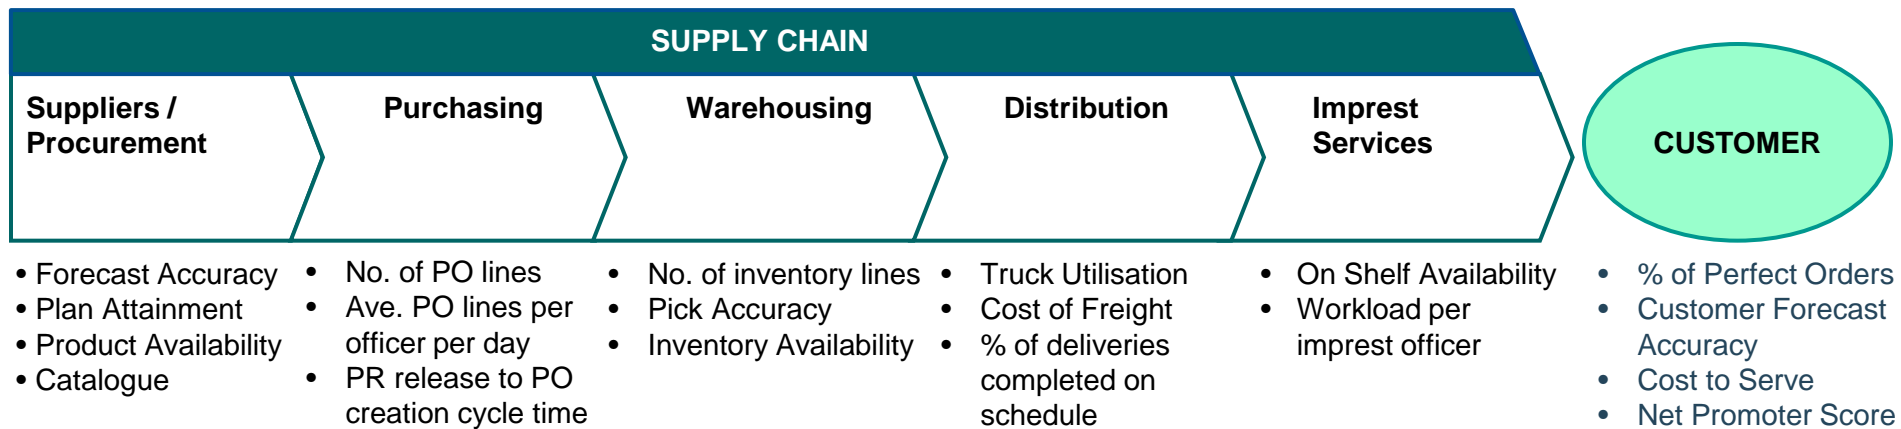 SUPPLY CHAIN
Suppliers /
Procurement
Purchasing
Warehousing
Distribution
Imprest
Services
CUSTOMER
• Forecast Accuracy
• Plan Attainment
• Product Availability
• Catalogue
• No. of PO lines
• Ave. PO lines per
officer per day
• PR release to PO
creation cycle time
• No. of inventory lines
• Pick Accuracy
• Inventory Availability
• Truck Utilisation
• Cost of Freight
• % of deliveries
completed on
schedule
• On Shelf Availability
• Workload per
imprest officer
• % of Perfect Orders
• Customer Forecast
Accuracy
• Cost to Serve
• Net Promoter Score